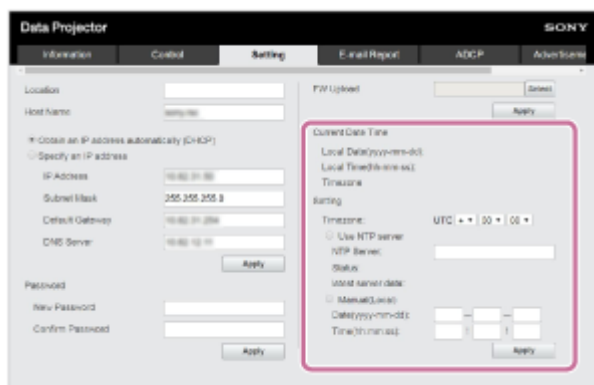 Data Projector
SONY
Information
Control
Setting
E-mail Report
ADCP
Advertiseme
Location
Host Name
Obtain an IP address automatically (DHCP)
Specify an IP address
IP Address
Subnet Mask
255.255.255.0
Default Gateway
DNS Server
Apply
Password
New Password
Confirm Password
Apply
FW Upload
Select
Apply
Current Date Time
Local Date(yyyy-mm-dd):
Local Time(hh:mm:ss):
Timezone
Setting
Timezone:
UTC + 00 : 00
Use NTP server
NTP Server:
Status:
Manual(Local)
Date(yyyy-mm-dd):
Time(hh:mm:ss):
Apply